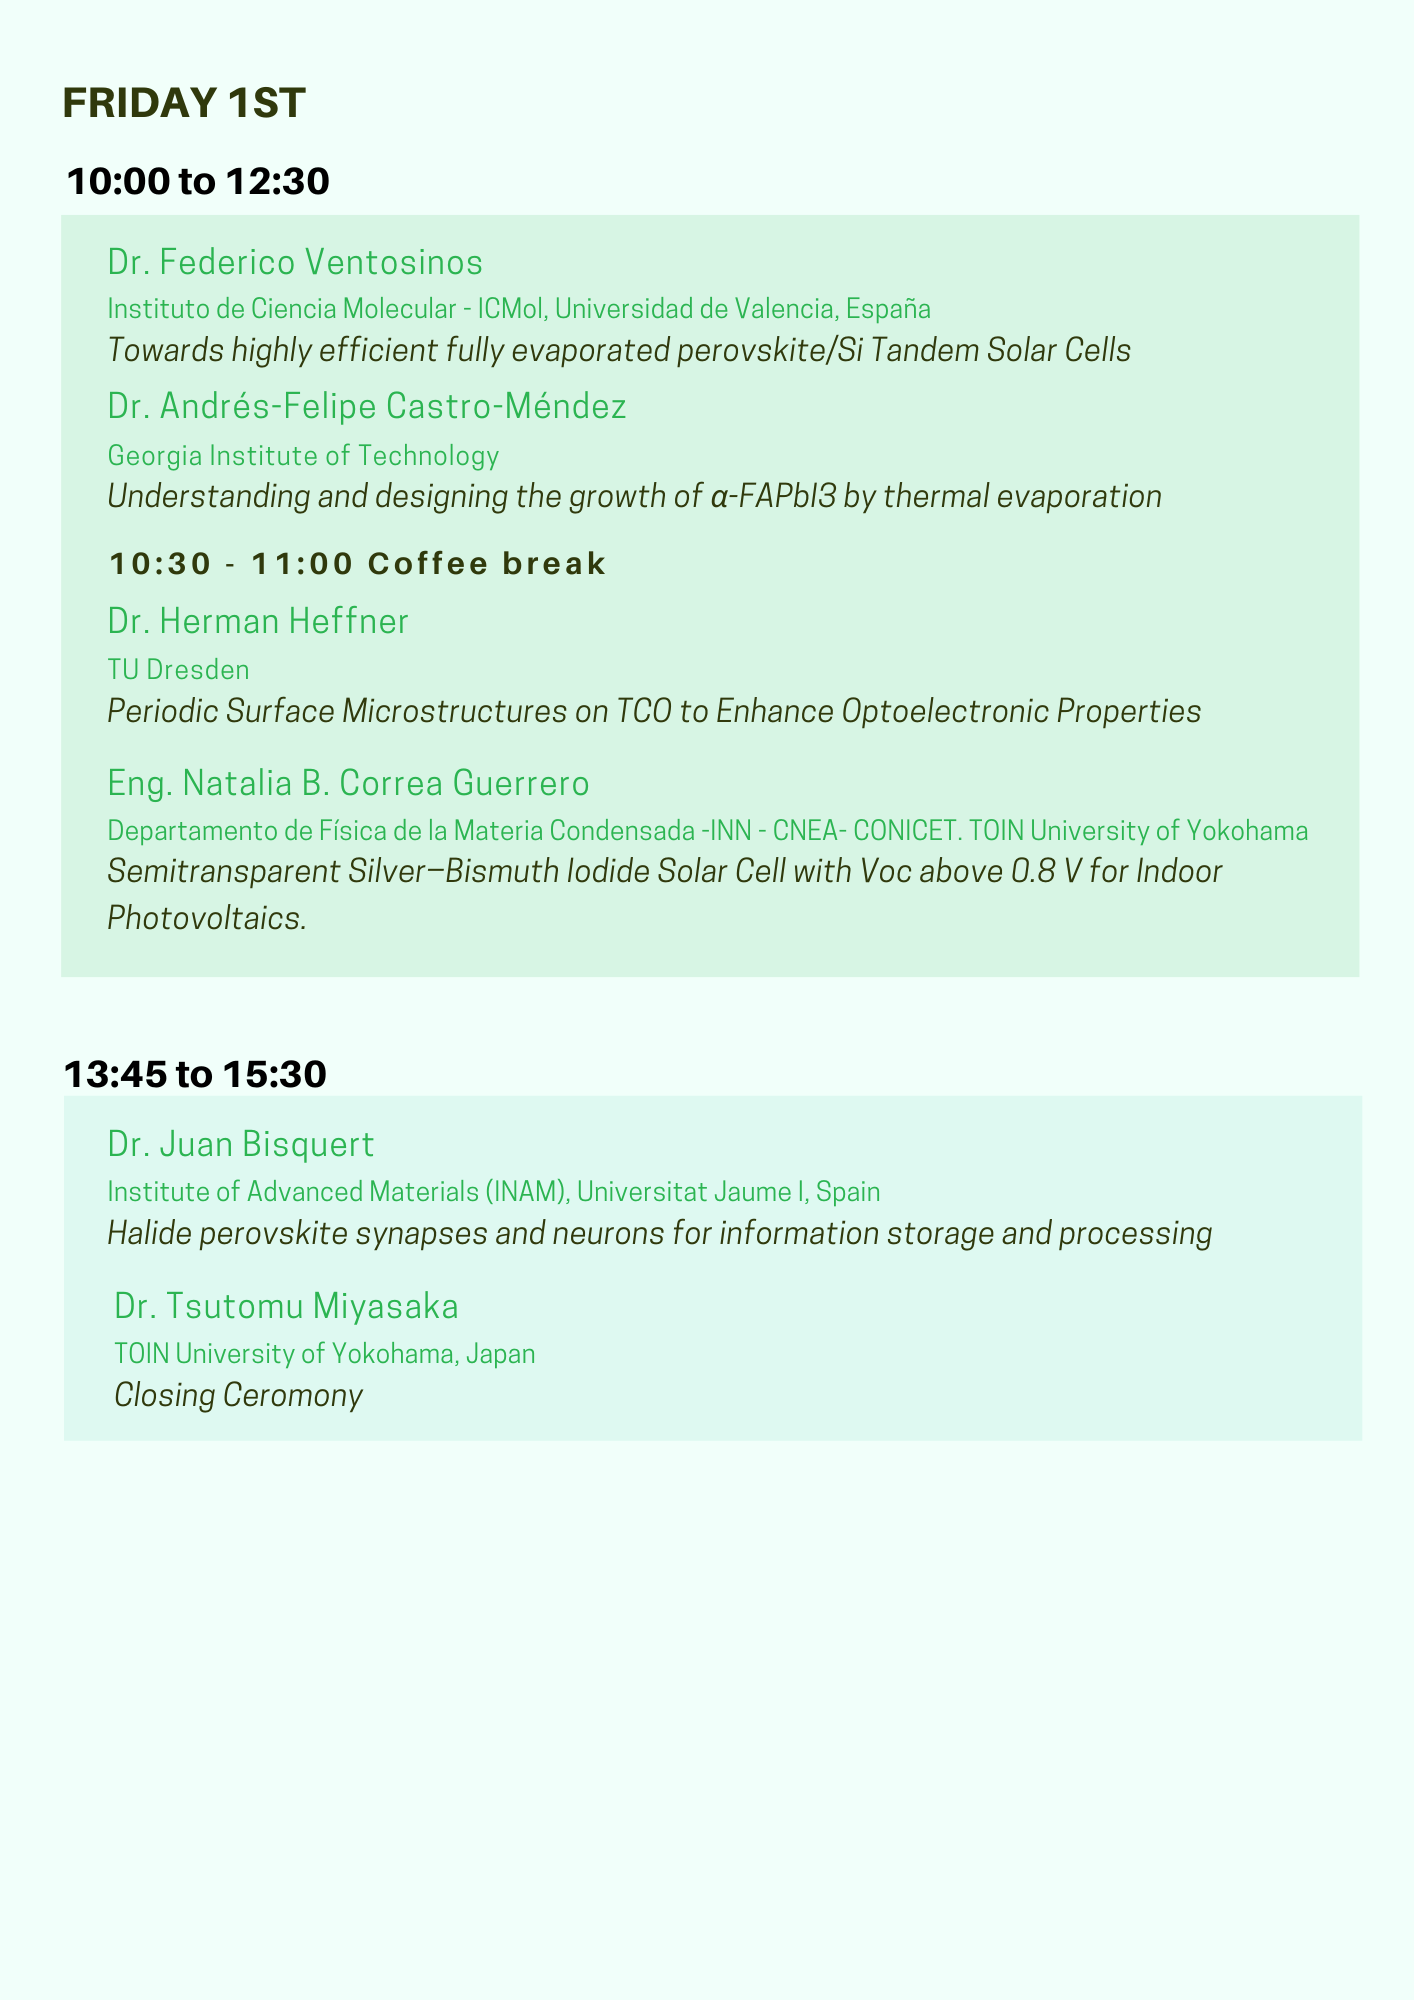 FRIDAY 1ST
10:00 to 12:30
Dr. Federico Ventosinos
Instituto de Ciencia Molecular - ICMol, Universidad de Valencia, España
Towards highly efficient fully evaporated perovskite/Si Tandem Solar Cells
Dr. Andrés-Felipe Castro-Méndez
Georgia Institute of Technology
Understanding and designing the growth of α-FAPbI3 by thermal evaporation
10:30 - 11:00 Coffee break
Dr. Herman Heffner
TU Dresden
Periodic Surface Microstructures on TCO to Enhance Optoelectronic Properties
Eng. Natalia B. Correa Guerrero
Departamento de Física de la Materia Condensada -INN - CNEA- CONICET. TOIN University of Yokohama
Semitransparent Silver–Bismuth Iodide Solar Cell with Voc above 0.8 V for Indoor
Photovoltaics.
13:45 to 15:30
Dr. Juan Bisquert
Institute of Advanced Materials (INAM), Universitat Jaume I, Spain
Halide perovskite synapses and neurons for information storage and processing
Dr. Tsutomu Miyasaka
TOIN University of Yokohama, Japan
Closing Ceromony